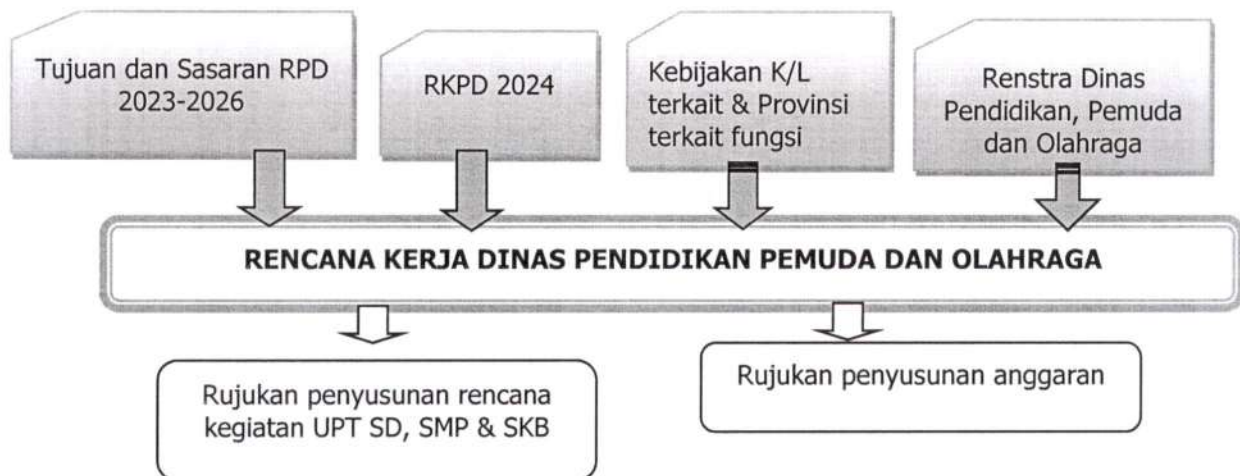 Tujuan dan Sasaran RPD
2023-2026
RKPD 2024
Kebijakan K/L
terkait & Provinsi
terkait fungsi
Renstra Dinas
Pendidikan, Pemuda
dan Olahraga
RENCANA KERJA DINAS PENDIDIKAN PEMUDA DAN OLAHRAGA
Rujukan penyusunan rencana
kegiatan UPT SD, SMP & SKB
Rujukan penyusunan anggaran